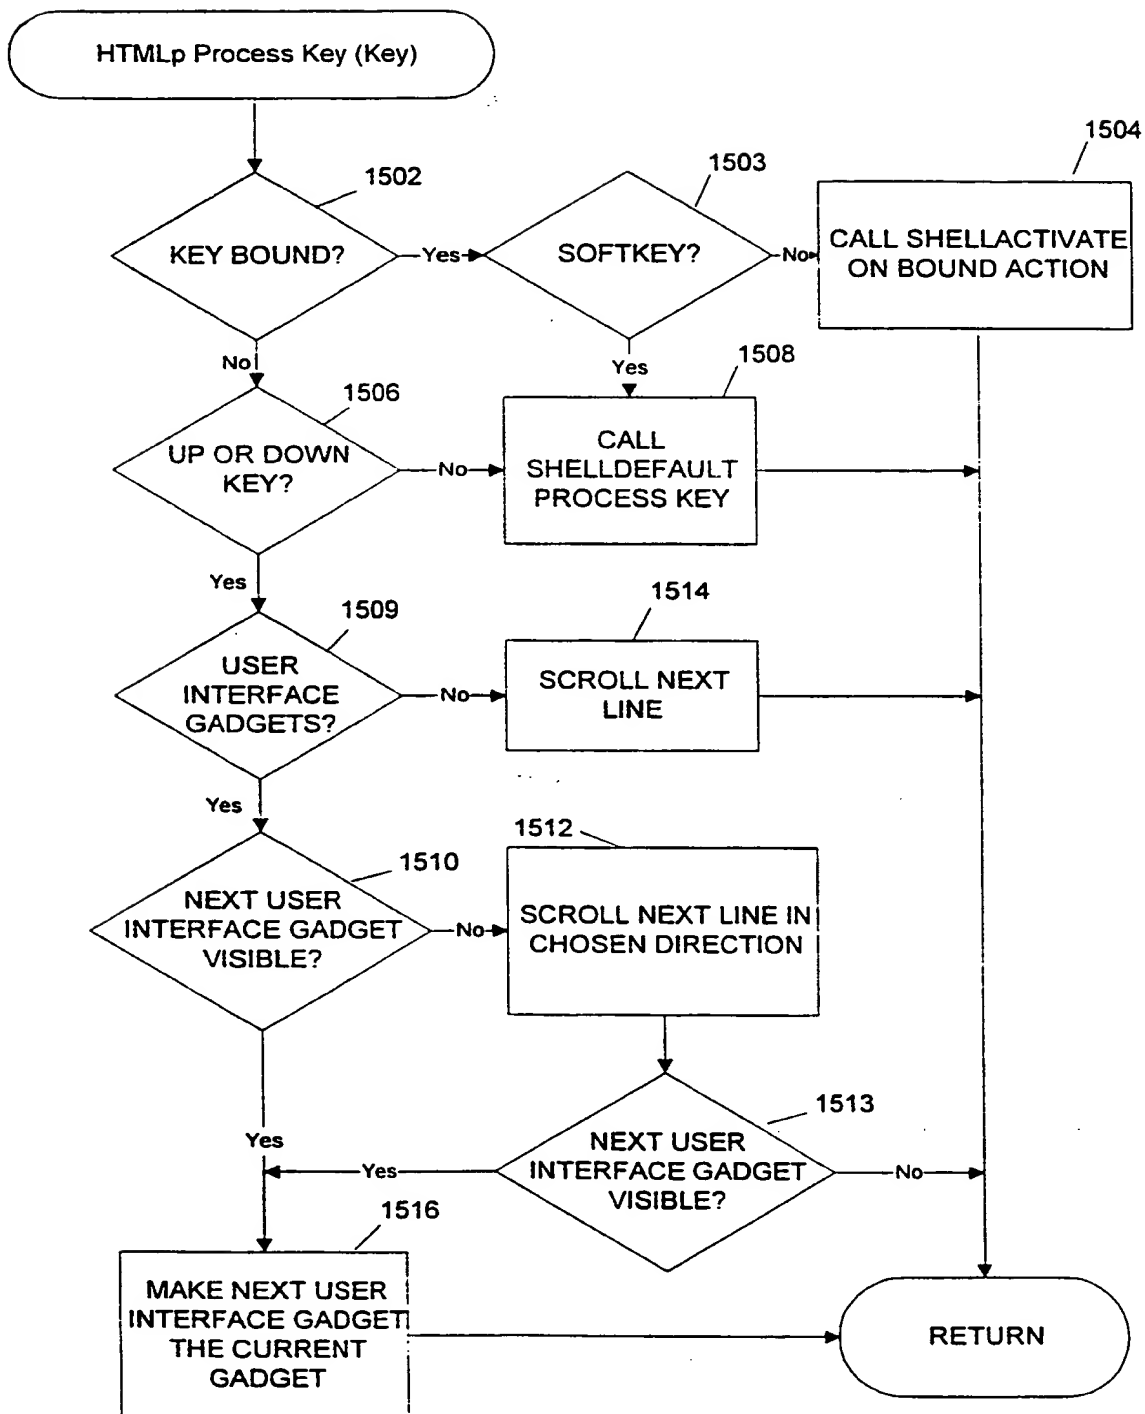 HTMLp Process Key (Key)
1502
KEY BOUND?
Yes
1503
SOFTKEY?
No
1504
CALL SHELLACTIVATE
ON BOUND ACTION
No
Yes
1506
UP OR DOWN
KEY?
No
1508
CALL
SHELLDEFAULT
PROCESS KEY
Yes
1509
USER
INTERFACE
GADGETS?
No
1514
SCROLL NEXT
LINE
Yes
1510
NEXT USER
INTERFACE GADGET
VISIBLE?
No
1512
SCROLL NEXT LINE IN
CHOSEN DIRECTION
1513
NEXT USER
INTERFACE GADGET
VISIBLE?
Yes
Yes
No
1516
MAKE NEXT USER
INTERFACE GADGET
THE CURRENT
GADGET
RETURN